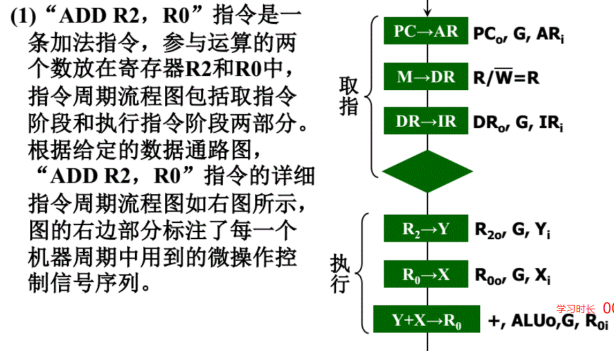 (1)“ADD R2，R0”指令是一
条加法指令，参与运算的两
个数放在寄存器R2和R0中，
指令周期流程图包括取指令
阶段和执行指令阶段两部分。
根据给定的数据通路图，
“ADD R2，R0”指令的详细
指令周期流程图如右图所示，
图的右边部分标注了每一个
机器周期中用到的微操作控
制信号序列。
取指
PC→AR PCo, G, ARi
M→DR R/W̅=R
DR→IR DRo, G, IRi
执行
R2→Y R2o, G, Yi
R0→X R0o, G, Xi
Y+X→R0 +, ALUo,G, R0i
学习时长 00